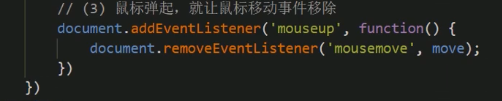 // (3) 鼠标弹起，就让鼠标移动事件移除
document.addEventListener('mouseup', function() {
document.removeEventListener('mousemove', move);
})
})